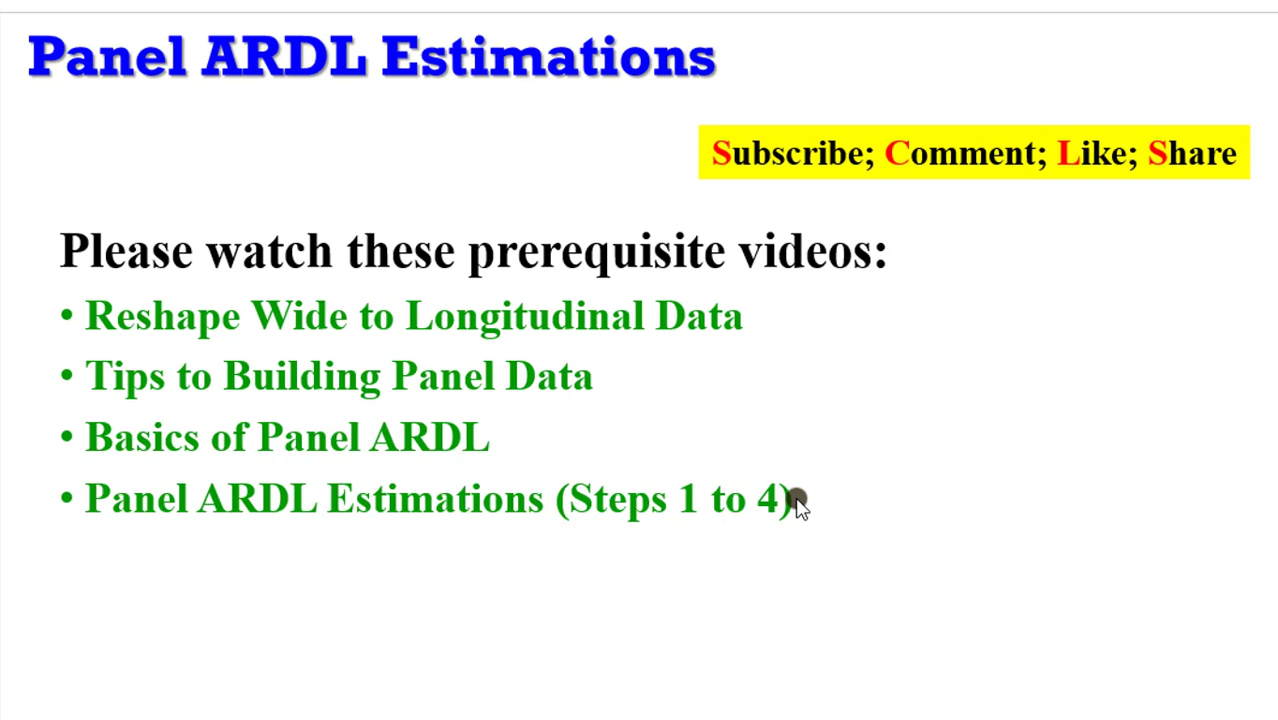 Panel ARDL Estimations
Subscribe; Comment; Like; Share
Please watch these prerequisite videos:
• Reshape Wide to Longitudinal Data
• Tips to Building Panel Data
• Basics of Panel ARDL
• Panel ARDL Estimations (Steps 1 to 4)